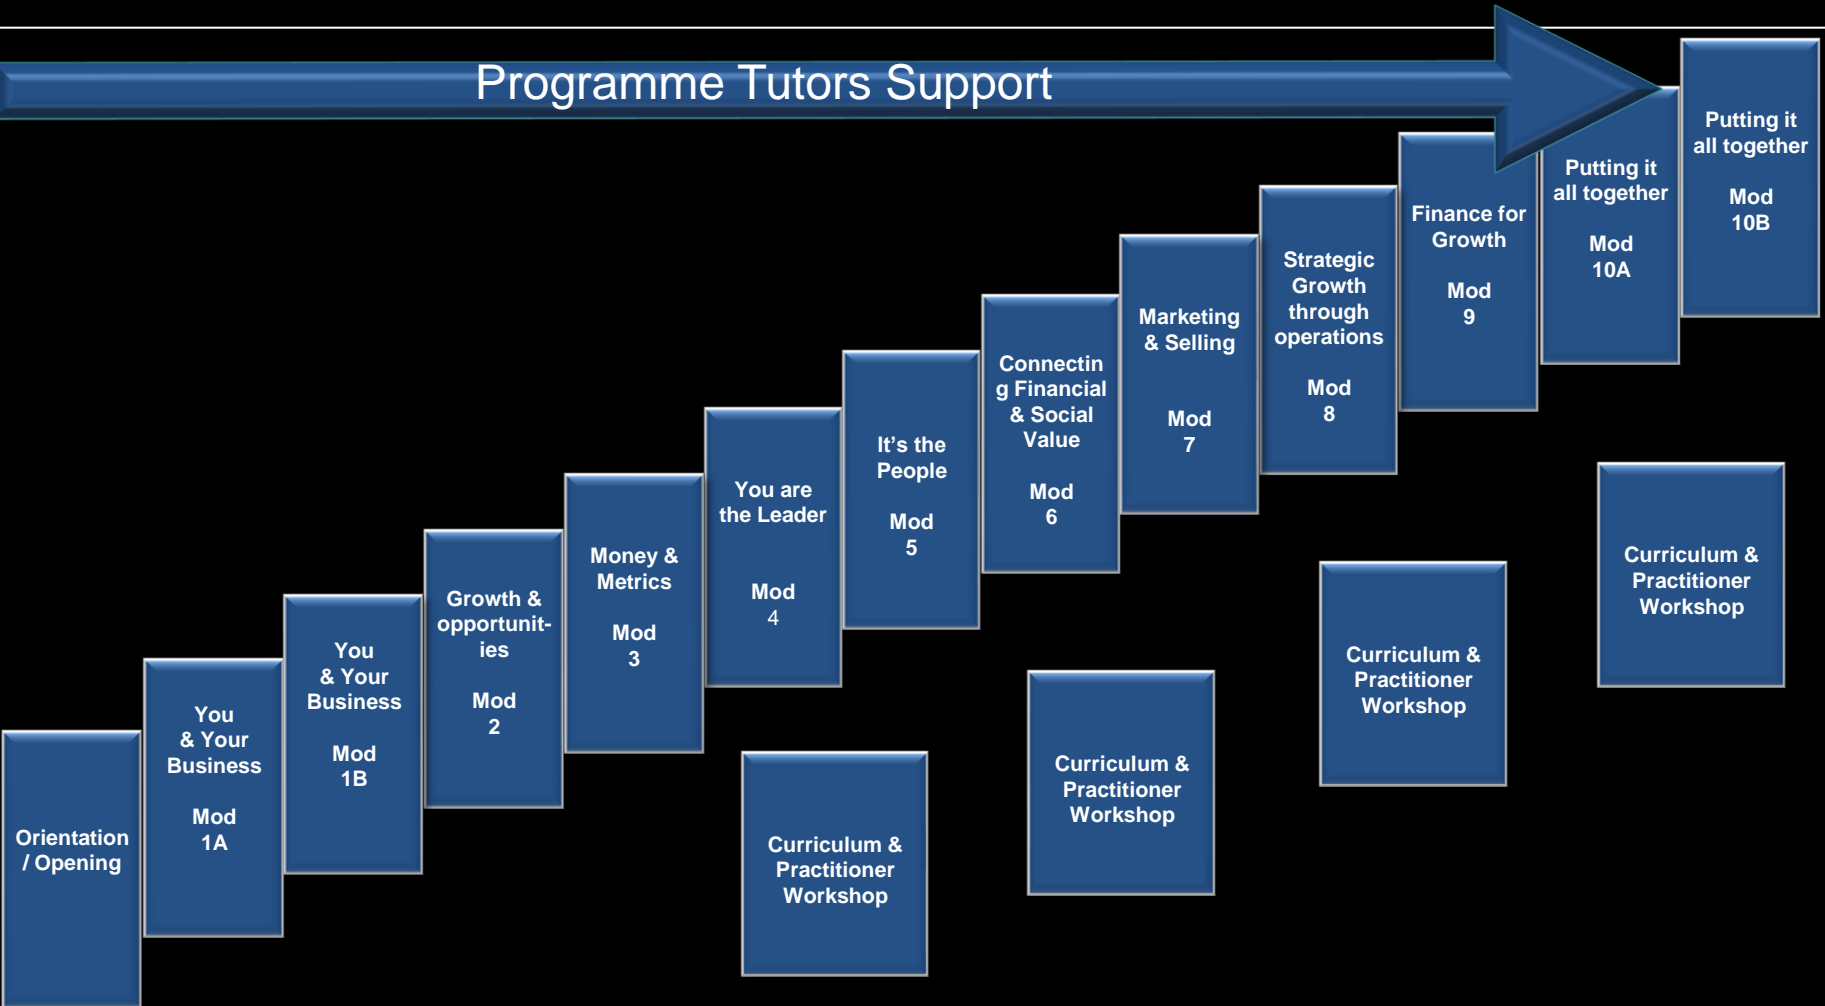 Programme Tutors Support
Orientation
/ Opening
You
& Your
Business
Mod
1A
You
& Your
Business
Mod
1B
Growth &
opportunit-
ies
Mod
2
Money &
Metrics
Mod
3
You are
the Leader
Mod
4
It’s the
People
Mod
5
Connectin
g Financial
& Social
Value
Mod
6
Marketing
& Selling
Mod
7
Strategic
Growth
through
operations
Mod
8
Finance for
Growth
Mod
9
Putting it
all together
Mod
10A
Putting it
all together
Mod
10B
Curriculum &
Practitioner
Workshop
Curriculum &
Practitioner
Workshop
Curriculum &
Practitioner
Workshop
Curriculum &
Practitioner
Workshop